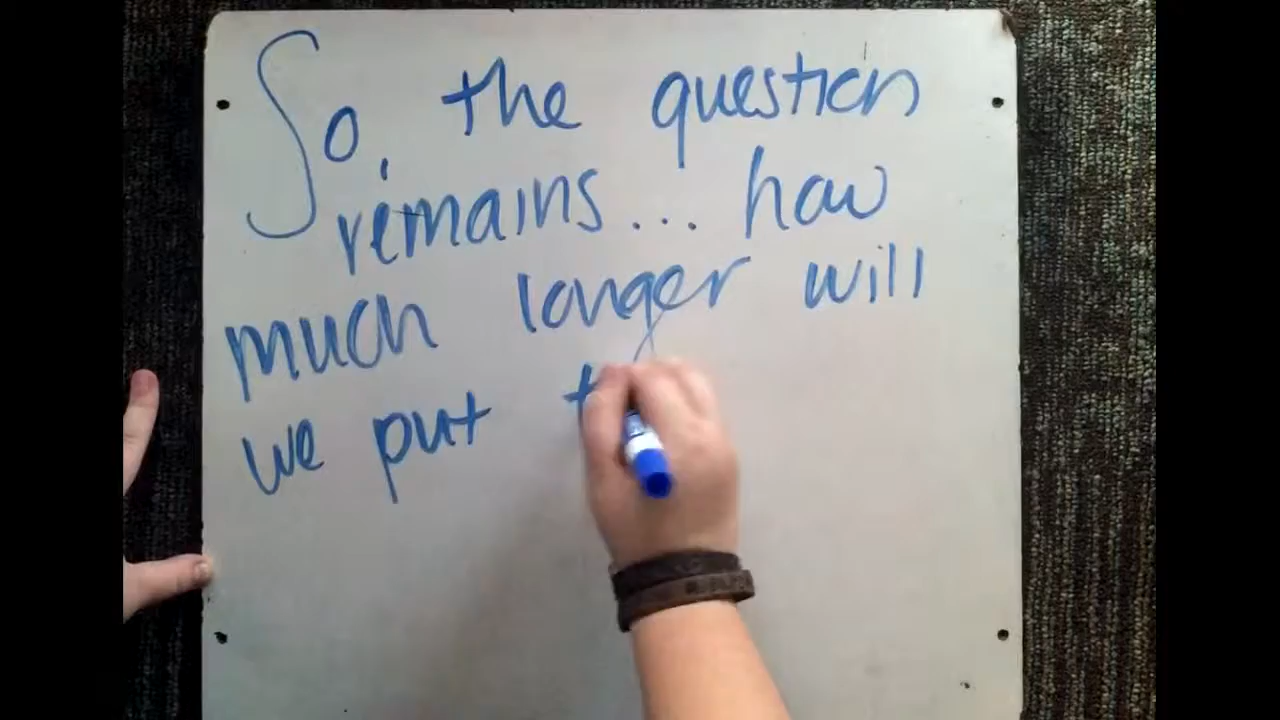 So, the question
remains... how
much longer will
we put t